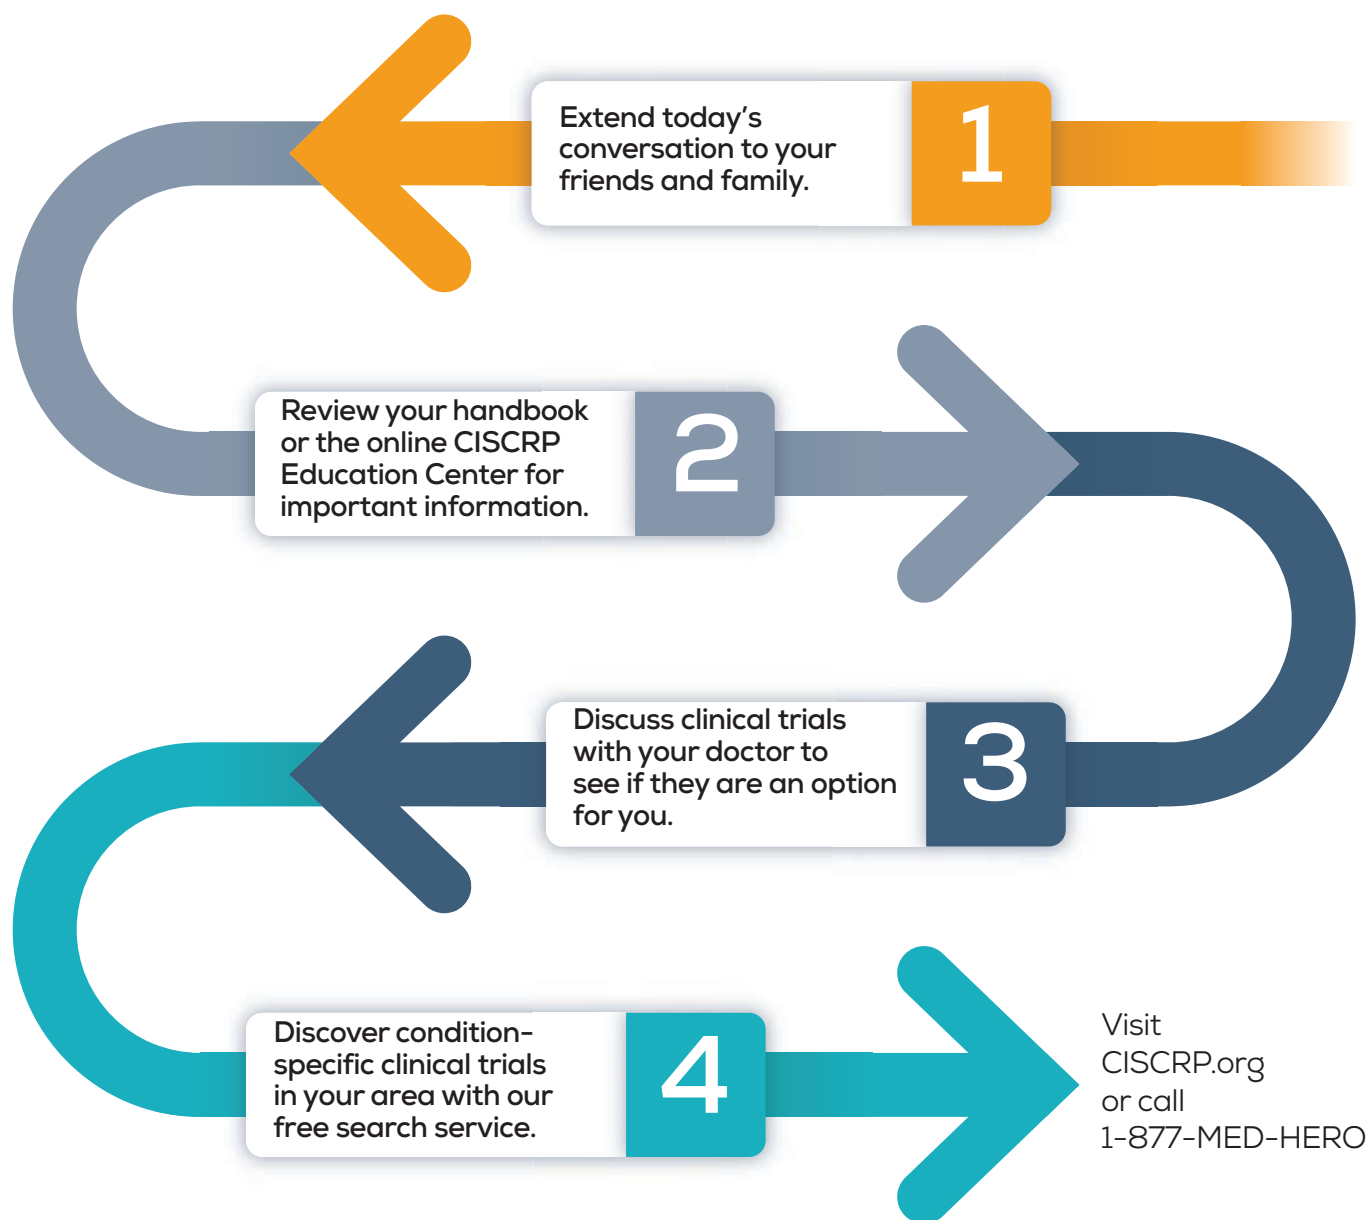 Extend today's
conversation to your
friends and family.
1
Review your handbook
or the online CISCRP
Education Center for
important information.
2
Discuss clinical trials
with your doctor to
see if they are an option
for you.
3
Discover condition-
specific clinical trials
in your area with our
free search service.
4
Visit
CISCRP.org
or call
1-877-MED-HERO